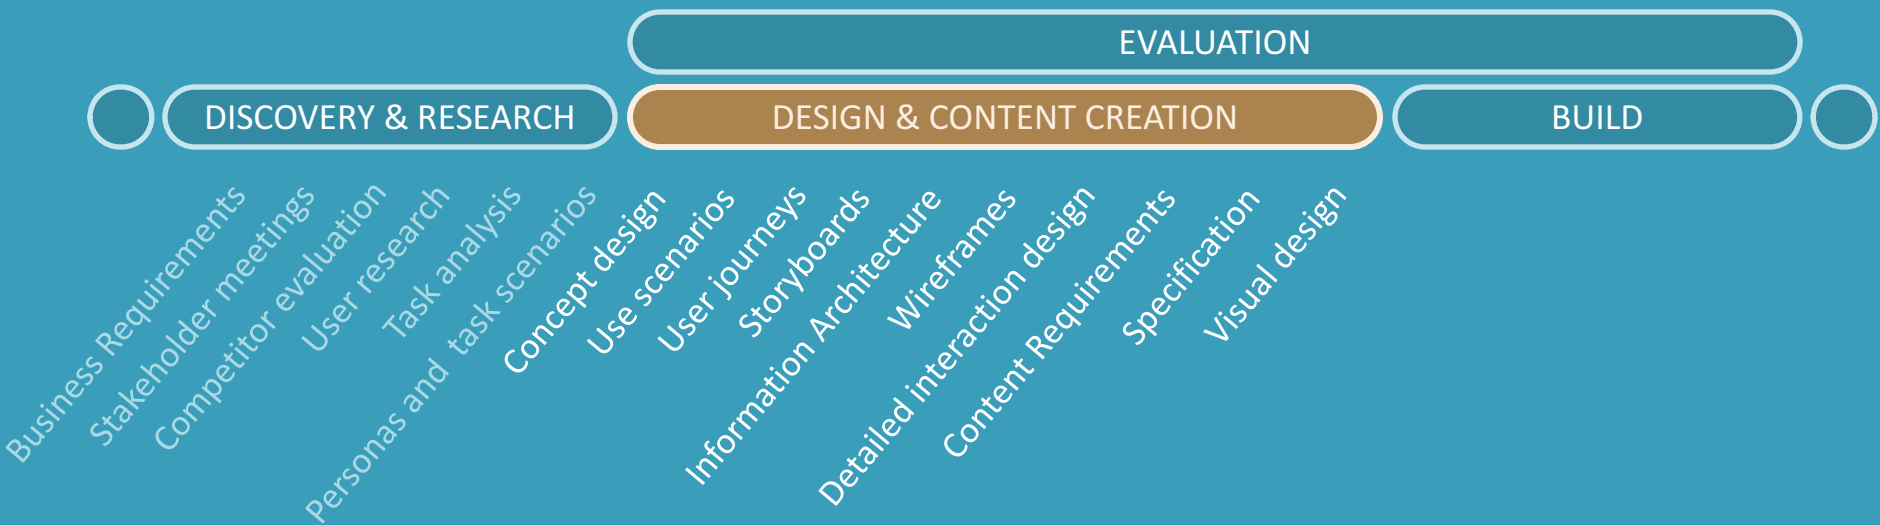 EVALUATION
DISCOVERY & RESEARCH
DESIGN & CONTENT CREATION
BUILD
Business Requirements
Stakeholder meetings
Competitor evaluation
User research
Task analysis
Personas and task scenarios
Concept design
Use scenarios
User journeys
Storyboards
Information Architecture
Wireframes
Detailed interaction design
Content Requirements
Specification
Visual design